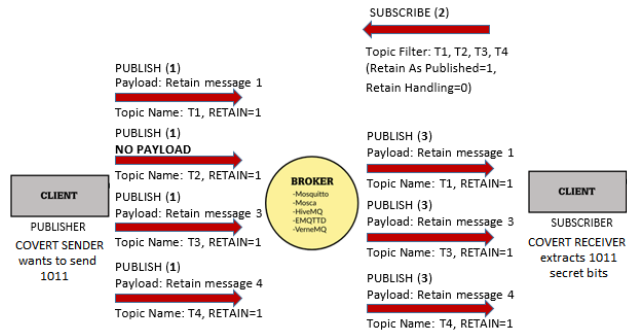 SUBSCRIBE (2)
Topic Filter: T1, T2, T3, T4
(Retain As Published=1,
Retain Handling=0)
PUBLISH (1)
Payload: Retain message 1
Topic Name: T1, RETAIN=1
PUBLISH (1)
NO PAYLOAD
Topic Name: T2, RETAIN=1
PUBLISH (1)
Payload: Retain message 3
Topic Name: T3, RETAIN=1
PUBLISH (1)
Payload: Retain message 4
Topic Name: T4, RETAIN=1
CLIENT
PUBLISHER
COVERT SENDER
wants to send
1011
BROKER
-Mosquitto
-Mosca
-HiveMQ
-EMQTTD
-VerneMQ
PUBLISH (3)
Payload: Retain message 1
Topic Name: T1, RETAIN=1
PUBLISH (3)
Payload: Retain message 3
Topic Name: T3, RETAIN=1
PUBLISH (3)
Payload: Retain message 4
Topic Name: T4, RETAIN=1
CLIENT
SUBSCRIBER
COVERT RECEIVER
extracts 1011
secret bits